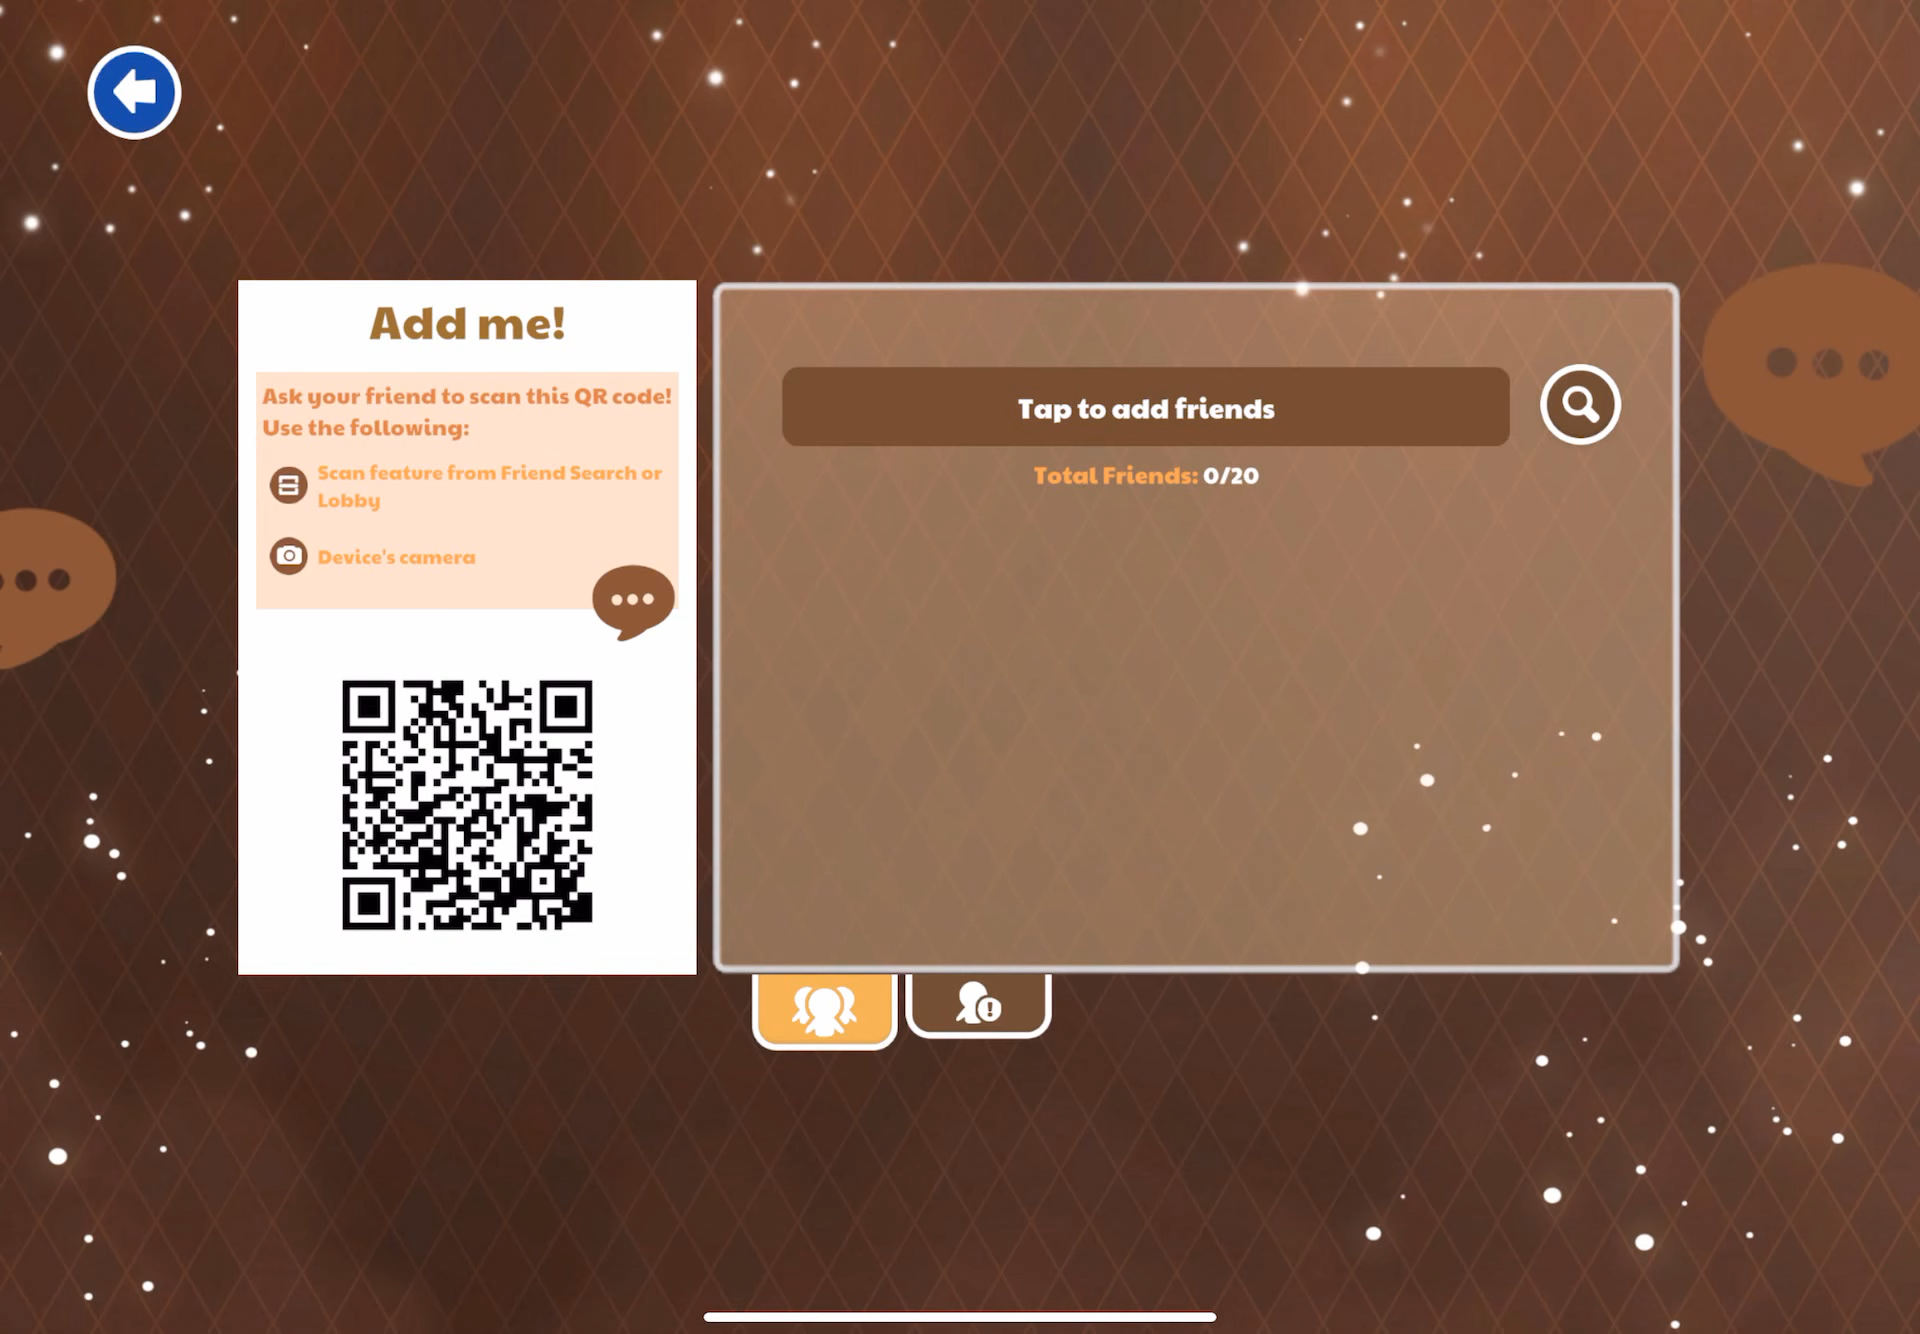 Add me!
Ask your friend to scan this QR code!
Use the following:
Scan feature from Friend Search or
Lobby
Device's camera
Tap to add friends
Total Friends: 0/20